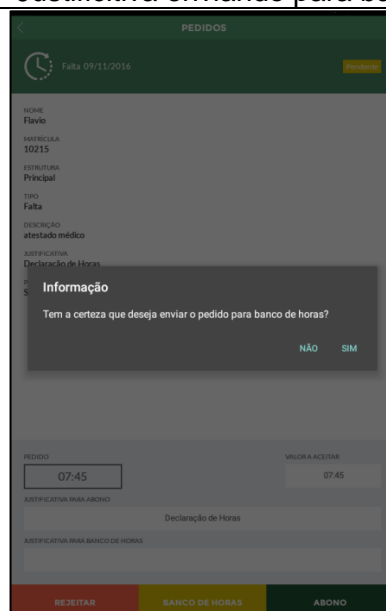 PEDIDOS
Falta 09/11/2016
Pendente
NOME
Flavio
MATRÍCULA
10215
ESTRUTURA
Principal
TIPO
Falta
DESCRIÇÃO
atestado médico
JUSTIFICATIVA
Declaração de Horas
Informação
Tem a certeza que deseja enviar o pedido para banco de horas?
NÃO SIM
PEDIDO VALOR A ACEITAR
07:45 07:45
JUSTIFICATIVA PARA ABONO
Declaração de Horas
JUSTIFICATIVA PARA BANCO DE HORAS
REJEITAR BANCO DE HORAS ABONO